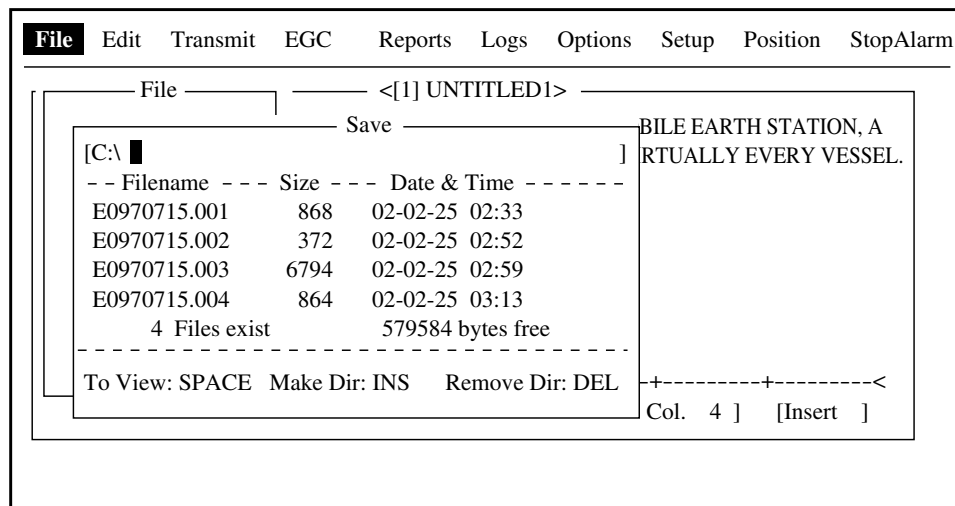 File Edit Transmit EGC Reports Logs Options Setup Position StopAlarm
File <[1] UNTITLED1>
Save
BILE EARTH STATION, A
[C:\ ]
RTUALLY EVERY VESSEL.
- - Filename - - - Size - - - Date & Time - - - - - -
E0970715.001 868 02-02-25 02:33
E0970715.002 372 02-02-25 02:52
E0970715.003 6794 02-02-25 02:59
E0970715.004 864 02-02-25 03:13
4 Files exist 579584 bytes free
To View: SPACE Make Dir: INS Remove Dir: DEL
-+---------+---------<
Col. 4 ] [Insert ]